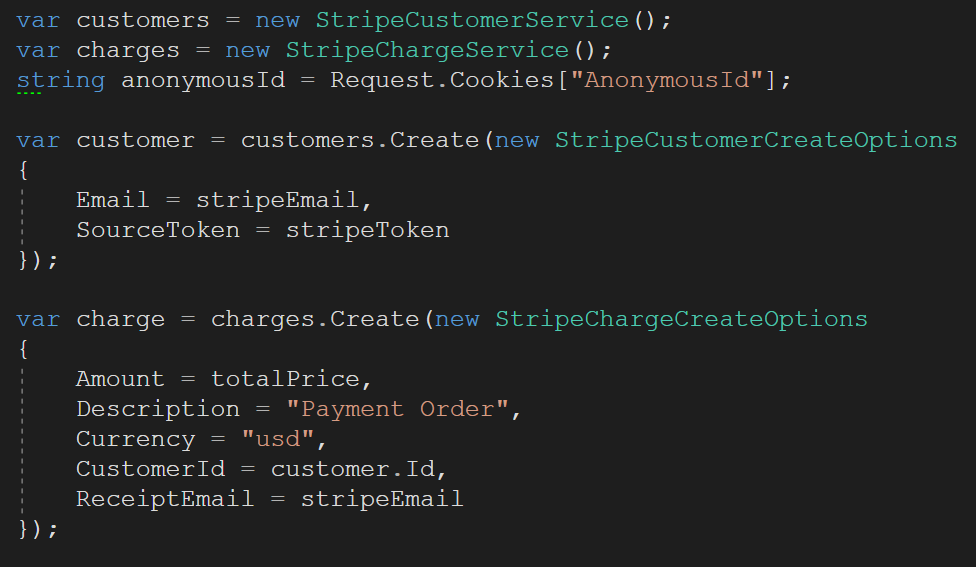 var customers = new StripeCustomerService();
var charges = new StripeChargeService();
string anonymousId = Request.Cookies["AnonymousId"];

var customer = customers.Create(new StripeCustomerCreateOptions
{
    Email = stripeEmail,
    SourceToken = stripeToken
});

var charge = charges.Create(new StripeChargeCreateOptions
{
    Amount = totalPrice,
    Description = "Payment Order",
    Currency = "usd",
    CustomerId = customer.Id,
    ReceiptEmail = stripeEmail
});